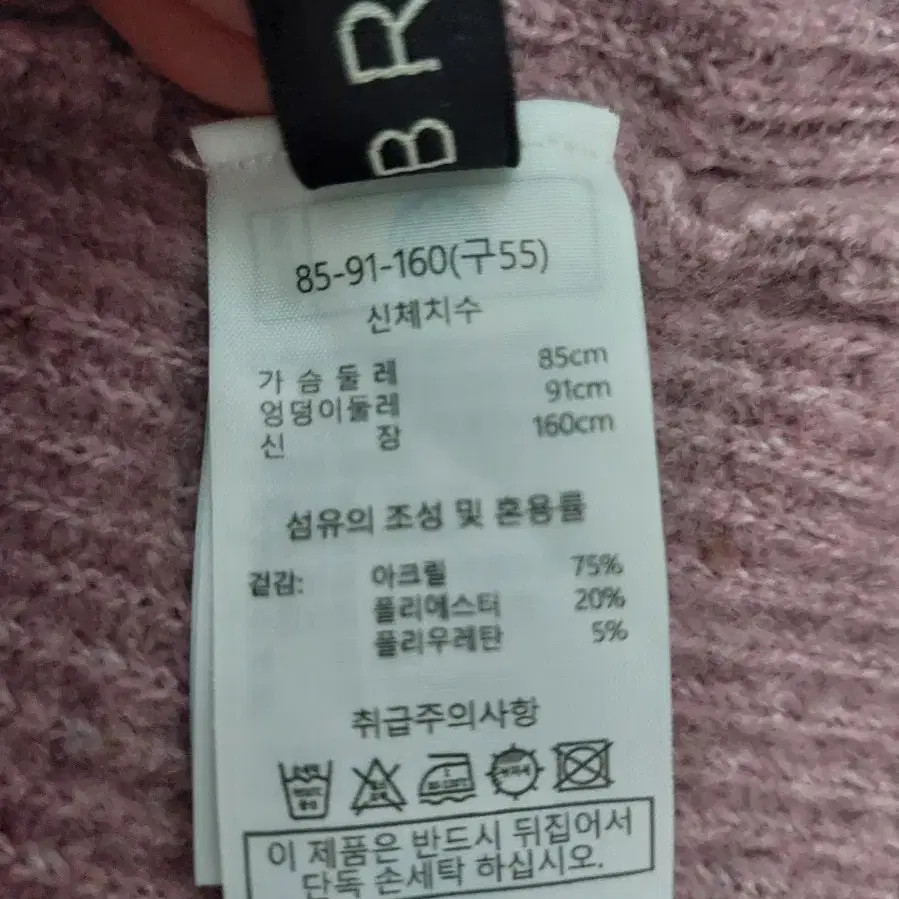 BR
85-91-160(구55)
신체치수
가슴둘레 85cm
엉덩이둘레 91cm
신장 160cm
섬유의 조성 및 혼용률
겉감: 아크릴 75%
폴리에스터 20%
폴리우레탄 5%
취급주의사항
이 제품은 반드시 뒤집어서
단독 손세탁 하십시오.